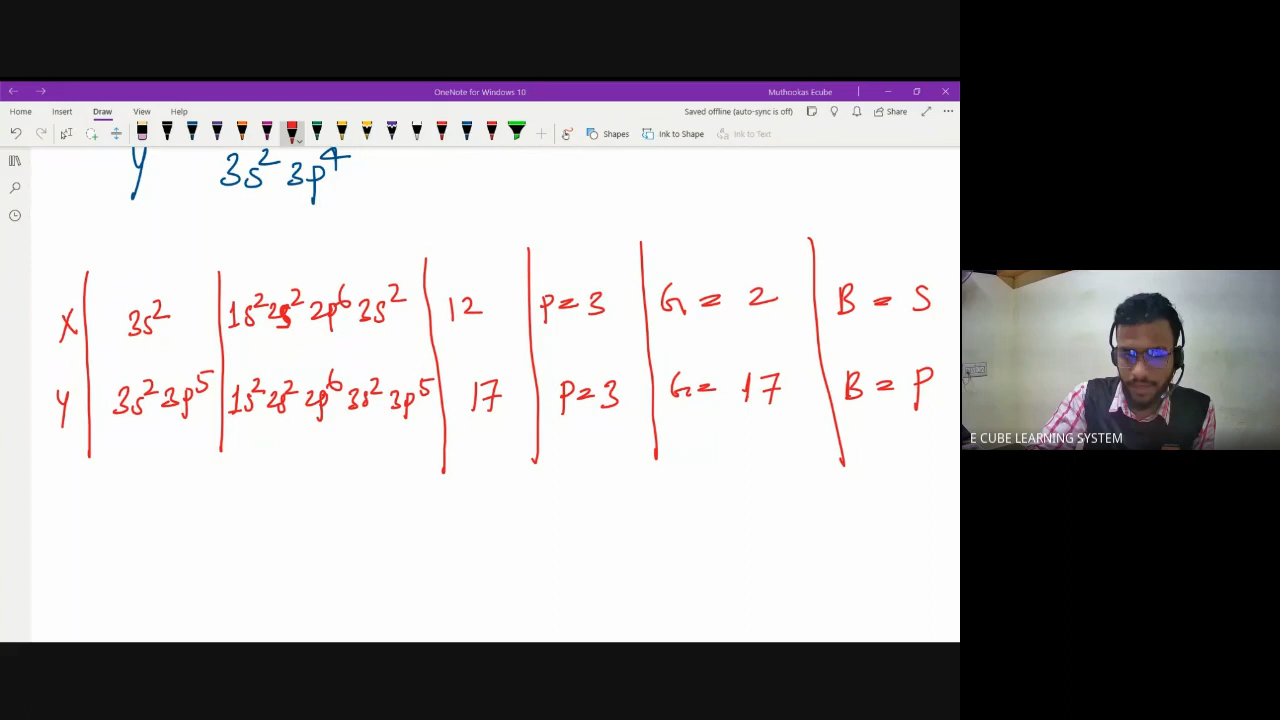 OneNote for Windows 10
Muthookas Ecube
Home Insert Draw View Help
Saved offline (auto-sync is off)
Share
Shapes
Ink to Shape
Ink to Text
Y 3s² 3p⁴
X | 3s² | 1s² 2s² 2p⁶ 3s² | 12 | P = 3 | G = 2 | B = S
Y | 3s² 3p⁵ | 1s² 2s² 2p⁶ 3s² 3p⁵ | 17 | P = 3 | G = 17 | B = P
E CUBE LEARNING SYSTEM